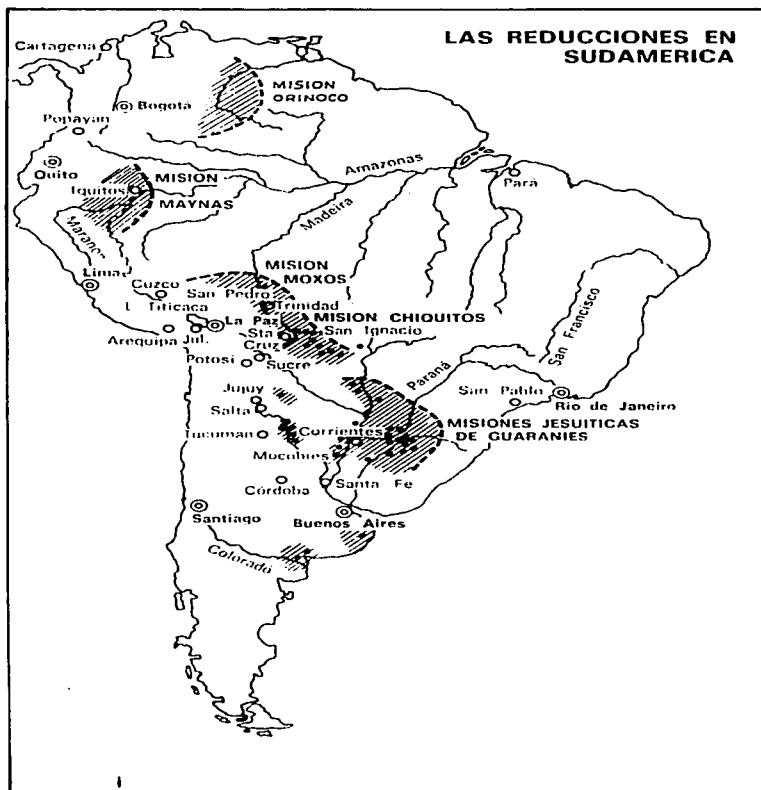 LAS REDUCCIONES EN
SUDAMERICA
Cartagena
MISION
ORINOCO
Bogotá
Popayan
Quito
Iquitos
MISION
MAYNAS
Amazonas
Pará
Madeira
Lima
Cuzco
MISION
MOXOS
San Pedro
Trinidad
L Titicaca
La Paz
MISION CHIQUITOS
San Ignacio
Sta
Cruz
Arequipa
Jul.
Potosí
Sucre
San Francisco
Paraná
San Pablo
Rio de Janeiro
Jujuy
Salta
Tucuman
Corrientes
MISIONES JESUITICAS
DE GUARANIES
Mocobies
Córdoba
Santa Fe
Santiago
Buenos Aires
Colorado